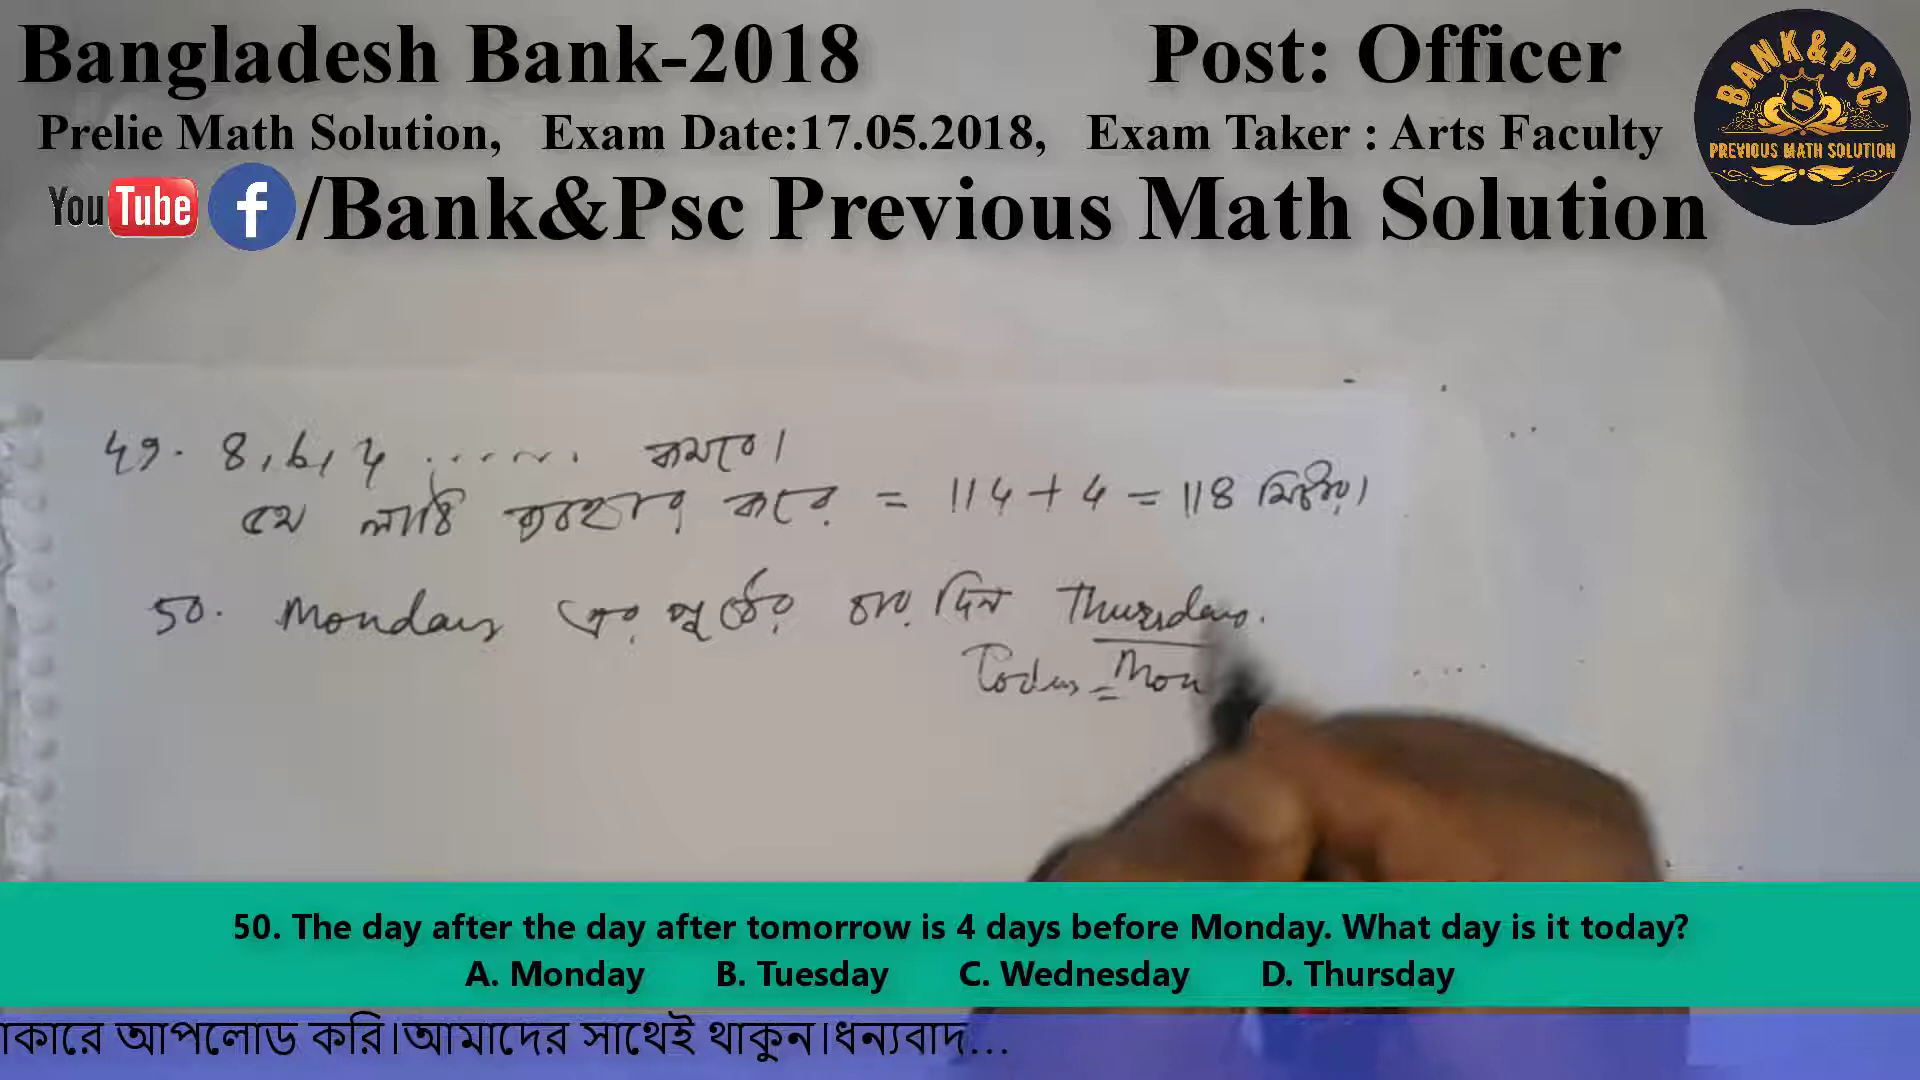 Bangladesh Bank-2018 Post: Officer
Prelie Math Solution, Exam Date:17.05.2018, Exam Taker : Arts Faculty
YouTube f /Bank&Psc Previous Math Solution
BANK&PSC
S
PREVIOUS MATH SOLUTION
49. 8, 6, 4 ....... কমবে।
শেষ লাঠি ব্যবহার করে = 114 + 4 = 118 মিটার।
50. Monday এর পূর্বের চার দিন Thursday.
Today = Mon
50. The day after the day after tomorrow is 4 days before Monday. What day is it today?
A. Monday B. Tuesday C. Wednesday D. Thursday
াকারে আপলোড করি।আমাদের সাথেই থাকুন।ধন্যবাদ...